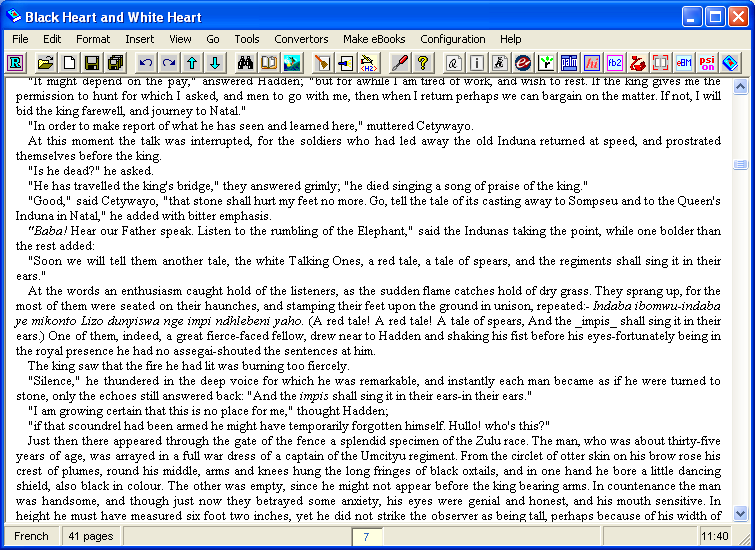 Black Heart and White Heart
File Edit Format Insert View Go Tools Convertors Make eBooks Configuration Help
"It might depend on the pay," answered Hadden; "but for awhile I am tired of work, and wish to rest. If the king gives me the
permission to hunt for which I asked, and men to go with me, then when I return perhaps we can bargain on the matter. If not, I will
bid the king farewell, and journey to Natal."
"In order to make report of what he has seen and learned here," muttered Cetywayo.
At this moment the talk was interrupted, for the soldiers who had led away the old Induna returned at speed, and prostrated
themselves before the king.
"Is he dead?" he asked.
"He has travelled the king's bridge," they answered grimly; "he died singing a song of praise of the king."
"Good," said Cetywayo, "that stone shall hurt my feet no more. Go, tell the tale of its casting away to Sompseu and to the Queen's
Induna in Natal," he added with bitter emphasis.
"Baba! Hear our Father speak. Listen to the rumbling of the Elephant," said the Indunas taking the point, while one bolder than
the rest added:
"Soon we will tell them another tale, the white Talking Ones, a red tale, a tale of spears, and the regiments shall sing it in their
ears."
At the words an enthusiasm caught hold of the listeners, as the sudden flame catches hold of dry grass. They sprang up, for the
most of them were seated on their haunches, and stamping their feet upon the ground in unison, repeated:- Indaba ibomwu-indaba
ye mikonto Lizo dunyiswa nge impi ndhlebeni yaho. (A red tale! A red tale! A tale of spears, And the _impis_ shall sing it in their
ears.) One of them, indeed, a great fierce-faced fellow, drew near to Hadden and shaking his fist before his eyes-fortunately being in
the royal presence he had no assegai-shouted the sentences at him.
The king saw that the fire he had lit was burning too fiercely.
"Silence," he thundered in the deep voice for which he was remarkable, and instantly each man became as if he were turned to
stone, only the echoes still answered back: "And the impis shall sing it in their ears-in their ears."
"I am growing certain that this is no place for me," thought Hadden;
"if that scoundrel had been armed he might have temporarily forgotten himself. Hullo! who's this?"
Just then there appeared through the gate of the fence a splendid specimen of the Zulu race. The man, who was about thirty-five
years of age, was arrayed in a full war dress of a captain of the Umcityu regiment. From the circlet of otter skin on his brow rose his
crest of plumes, round his middle, arms and knees hung the long fringes of black oxtails, and in one hand he bore a little dancing
shield, also black in colour. The other was empty, since he might not appear before the king bearing arms. In countenance the man
was handsome, and though just now they betrayed some anxiety, his eyes were genial and honest, and his mouth sensitive. In
height he must have measured six foot two inches, yet he did not strike the observer as being tall, perhaps because of his width of
French 41 pages 7 11:40